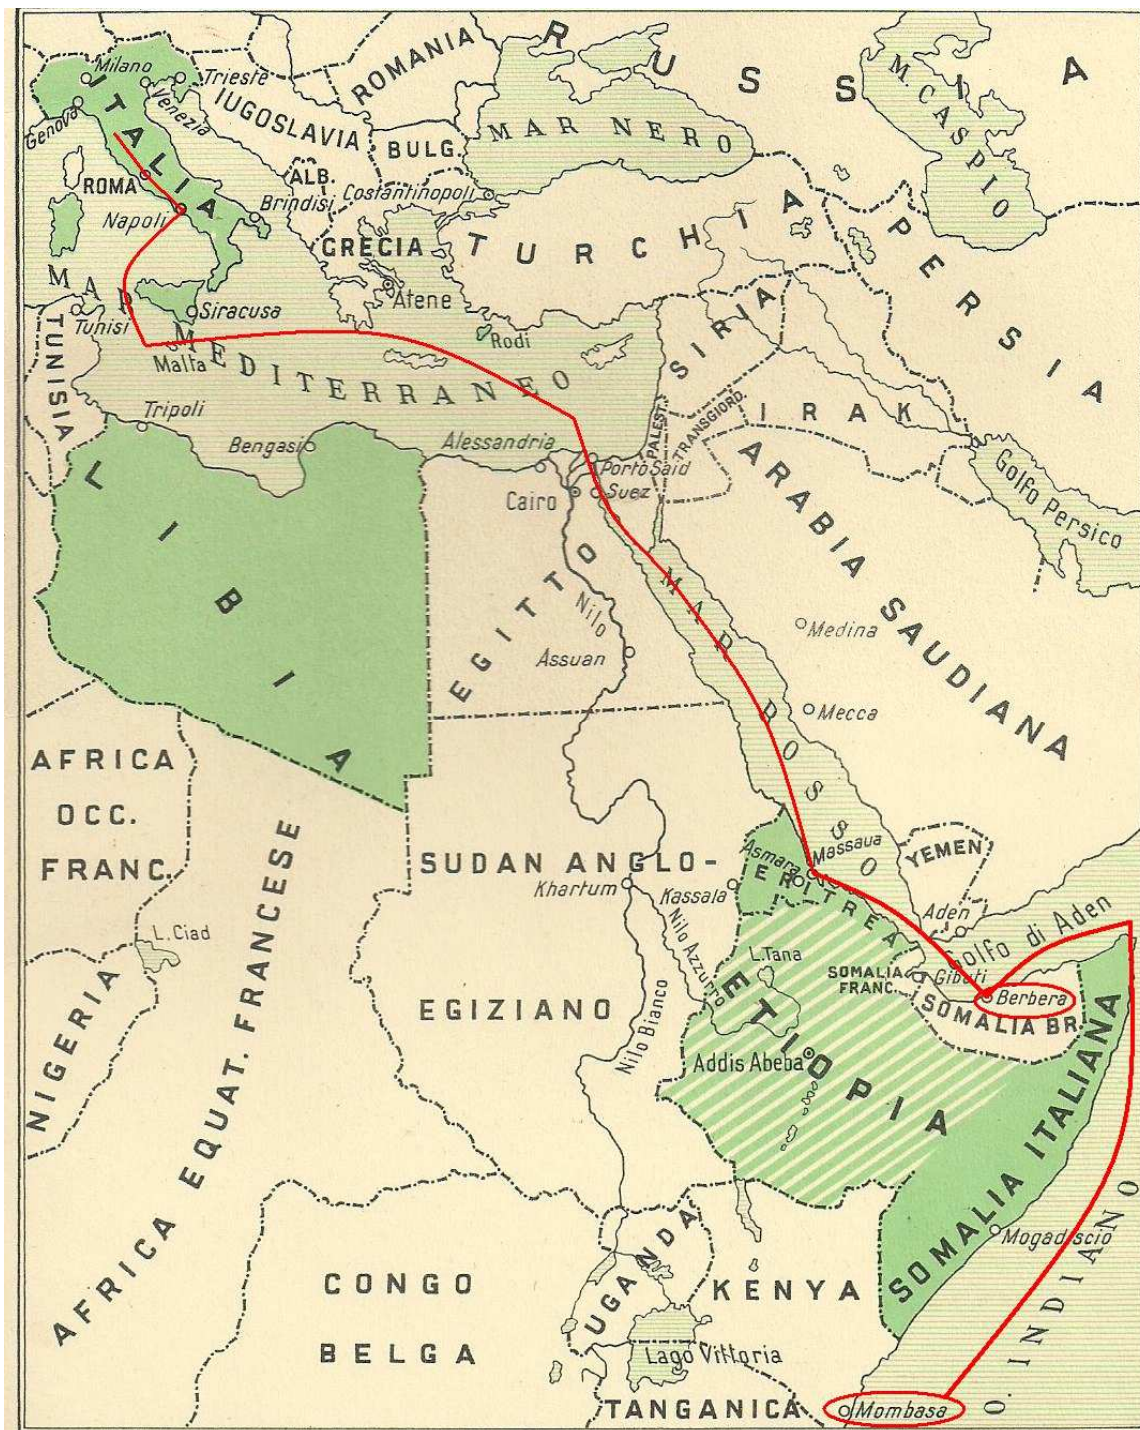 RUSSIA
ROMANIA
M. CASPIO
Milano
Trieste
ITALIA
Venezia
IUGOSLAVIA
Genova
MAR NERO
BULG.
ALB.
ROMA
Costantinopoli
Brindisi
Napoli
GRECIA
TURCHIA
PERSIA
Atene
MAR MEDITERRANEO
Siracusa
Tunisi
TUNISIA
Rodi
SIRIA
Malta
Tripoli
IRAK
PALEST.
TRANSGIORD.
Bengasi
Alessandria
Porto Said
Suez
Cairo
Golfo Persico
LIBIA
ARABIA SAUDIANA
EGITTO
Nilo
MAR ROSSO
Medina
Assuan
Mecca
AFRICA
OCC.
FRANC.
AFRICA EQUAT. FRANCESE
SUDAN ANGLO-
EGIZIANO
Massaua
Asmara
ERITREA
YEMEN
Khartum
Kassala
Aden
Golfo di Aden
L. Ciad
Nilo Azzurro
L. Tana
SOMALIA
FRANC.
Gibuti
Berbera
SOMALIA BR.
NIGERIA
Nilo Bianco
ETIOPIA
Addis Abeba
SOMALIA ITALIANA
Mogadiscio
O. INDIANO
UGANDA
KENYA
CONGO
BELGA
Lago Vittoria
TANGANICA
Mombasa